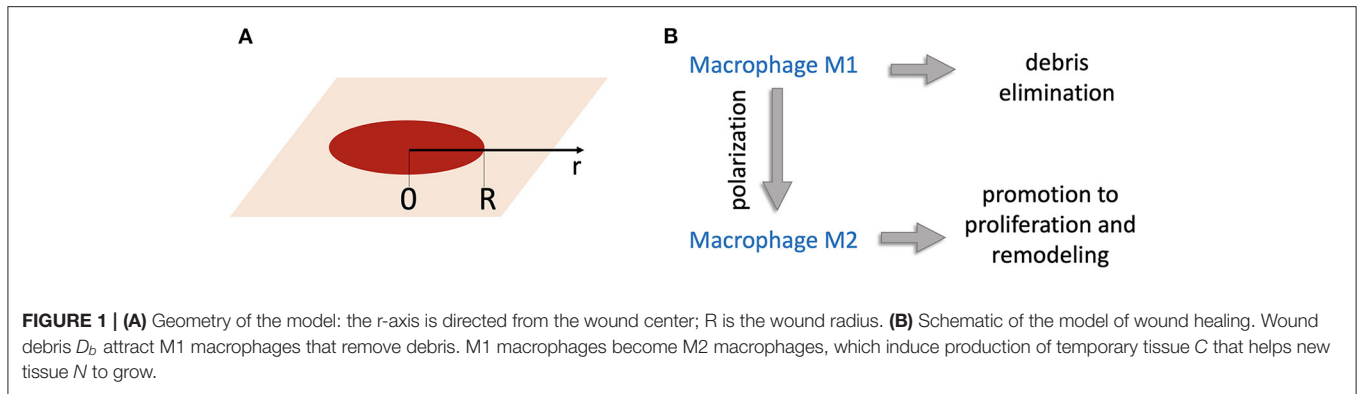 A
0
R
r
B
Macrophage M1
debris
elimination
polarization
Macrophage M2
promotion to
proliferation and
remodeling
FIGURE 1 | (A) Geometry of the model: the r-axis is directed from the wound center; R is the wound radius. (B) Schematic of the model of wound healing. Wound
debris Db attract M1 macrophages that remove debris. M1 macrophages become M2 macrophages, which induce production of temporary tissue C that helps new
tissue N to grow.